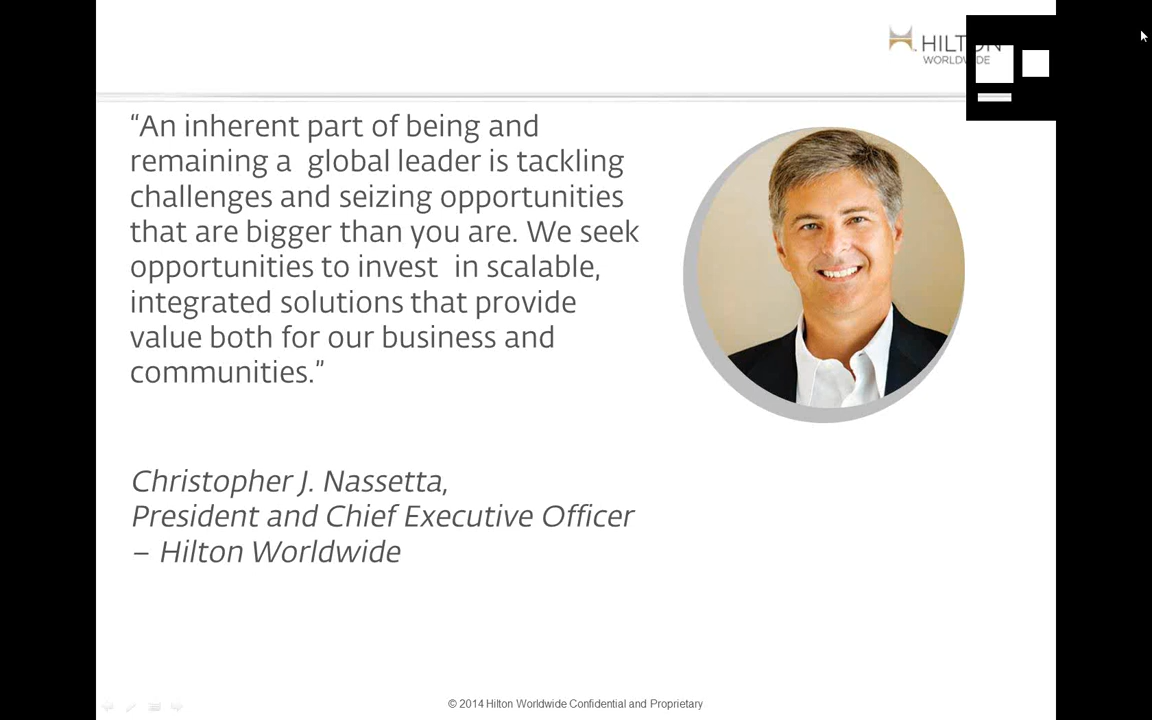 HILTON
WORLDWIDE
“An inherent part of being and
remaining a  global leader is tackling
challenges and seizing opportunities
that are bigger than you are. We seek
opportunities to invest  in scalable,
integrated solutions that provide
value both for our business and
communities.”
Christopher J. Nassetta,
President and Chief Executive Officer
– Hilton Worldwide
© 2014 Hilton Worldwide Confidential and Proprietary